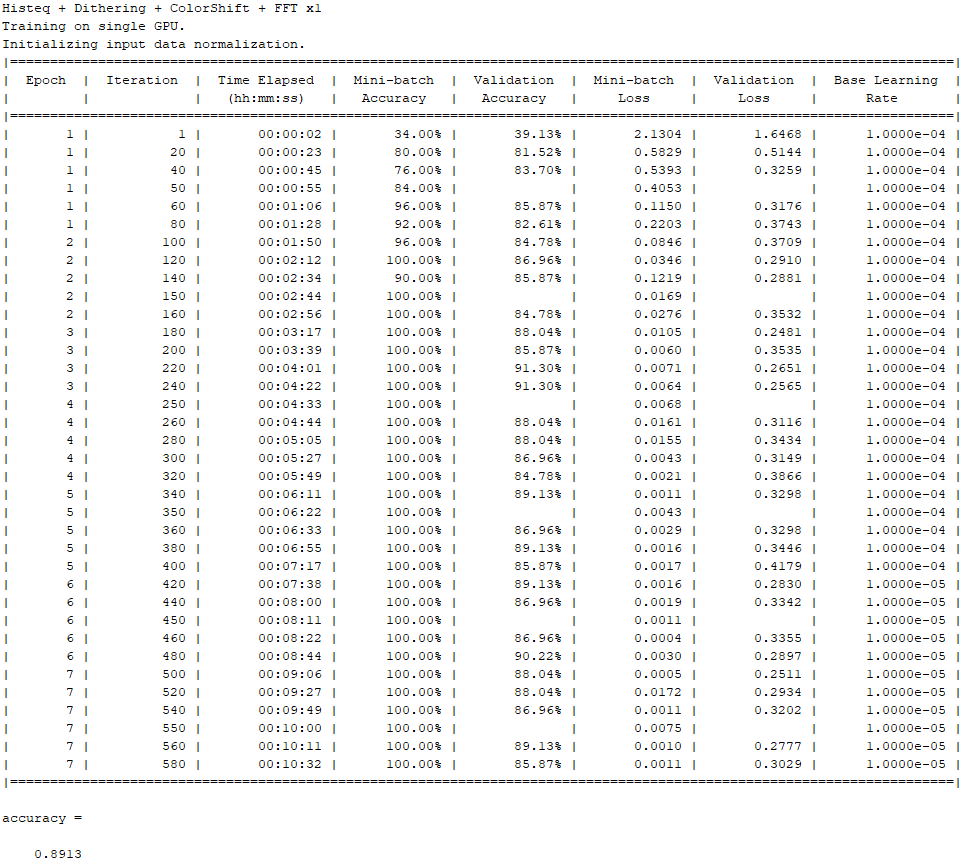 Histeq + Dithering + ColorShift + FFT x1
Training on single GPU.
Initializing input data normalization.
|======================================================================================================================|
|  Epoch  |  Iteration  |  Time Elapsed  |  Mini-batch  |  Validation  |  Mini-batch  |  Validation  |  Base Learning  |
|         |             |   (hh:mm:ss)   |   Accuracy   |   Accuracy   |     Loss     |     Loss     |      Rate       |
|======================================================================================================================|
|       1 |           1 |       00:00:02 |       34.00% |       39.13% |       2.1304 |       1.6468 |      1.0000e-04 |
|       1 |          20 |       00:00:23 |       80.00% |       81.52% |       0.5829 |       0.5144 |      1.0000e-04 |
|       1 |          40 |       00:00:45 |       76.00% |       83.70% |       0.5393 |       0.3259 |      1.0000e-04 |
|       1 |          50 |       00:00:55 |       84.00% |              |       0.4053 |              |      1.0000e-04 |
|       1 |          60 |       00:01:06 |       96.00% |       85.87% |       0.1150 |       0.3176 |      1.0000e-04 |
|       1 |          80 |       00:01:28 |       92.00% |       82.61% |       0.2203 |       0.3743 |      1.0000e-04 |
|       2 |         100 |       00:01:50 |       96.00% |       84.78% |       0.0846 |       0.3709 |      1.0000e-04 |
|       2 |         120 |       00:02:12 |      100.00% |       86.96% |       0.0346 |       0.2910 |      1.0000e-04 |
|       2 |         140 |       00:02:34 |       90.00% |       85.87% |       0.1219 |       0.2881 |      1.0000e-04 |
|       2 |         150 |       00:02:44 |      100.00% |              |       0.0169 |              |      1.0000e-04 |
|       2 |         160 |       00:02:56 |      100.00% |       84.78% |       0.0276 |       0.3532 |      1.0000e-04 |
|       3 |         180 |       00:03:17 |      100.00% |       88.04% |       0.0105 |       0.2481 |      1.0000e-04 |
|       3 |         200 |       00:03:39 |      100.00% |       85.87% |       0.0060 |       0.3535 |      1.0000e-04 |
|       3 |         220 |       00:04:01 |      100.00% |       91.30% |       0.0071 |       0.2651 |      1.0000e-04 |
|       3 |         240 |       00:04:22 |      100.00% |       91.30% |       0.0064 |       0.2565 |      1.0000e-04 |
|       4 |         250 |       00:04:33 |      100.00% |              |       0.0068 |              |      1.0000e-04 |
|       4 |         260 |       00:04:44 |      100.00% |       88.04% |       0.0161 |       0.3116 |      1.0000e-04 |
|       4 |         280 |       00:05:05 |      100.00% |       88.04% |       0.0155 |       0.3434 |      1.0000e-04 |
|       4 |         300 |       00:05:27 |      100.00% |       86.96% |       0.0043 |       0.3149 |      1.0000e-04 |
|       4 |         320 |       00:05:49 |      100.00% |       84.78% |       0.0021 |       0.3866 |      1.0000e-04 |
|       5 |         340 |       00:06:11 |      100.00% |       89.13% |       0.0011 |       0.3298 |      1.0000e-04 |
|       5 |         350 |       00:06:22 |      100.00% |              |       0.0043 |              |      1.0000e-04 |
|       5 |         360 |       00:06:33 |      100.00% |       86.96% |       0.0029 |       0.3298 |      1.0000e-04 |
|       5 |         380 |       00:06:55 |      100.00% |       89.13% |       0.0016 |       0.3446 |      1.0000e-04 |
|       5 |         400 |       00:07:17 |      100.00% |       85.87% |       0.0017 |       0.4179 |      1.0000e-04 |
|       6 |         420 |       00:07:38 |      100.00% |       89.13% |       0.0016 |       0.2830 |      1.0000e-05 |
|       6 |         440 |       00:08:00 |      100.00% |       86.96% |       0.0019 |       0.3342 |      1.0000e-05 |
|       6 |         450 |       00:08:11 |      100.00% |              |       0.0011 |              |      1.0000e-05 |
|       6 |         460 |       00:08:22 |      100.00% |       86.96% |       0.0004 |       0.3355 |      1.0000e-05 |
|       6 |         480 |       00:08:44 |      100.00% |       90.22% |       0.0030 |       0.2897 |      1.0000e-05 |
|       7 |         500 |       00:09:06 |      100.00% |       88.04% |       0.0005 |       0.2511 |      1.0000e-05 |
|       7 |         520 |       00:09:27 |      100.00% |       88.04% |       0.0172 |       0.2934 |      1.0000e-05 |
|       7 |         540 |       00:09:49 |      100.00% |       86.96% |       0.0011 |       0.3202 |      1.0000e-05 |
|       7 |         550 |       00:10:00 |      100.00% |              |       0.0075 |              |      1.0000e-05 |
|       7 |         560 |       00:10:11 |      100.00% |       89.13% |       0.0010 |       0.2777 |      1.0000e-05 |
|       7 |         580 |       00:10:32 |      100.00% |       85.87% |       0.0011 |       0.3029 |      1.0000e-05 |
|======================================================================================================================|
accuracy =
0.8913